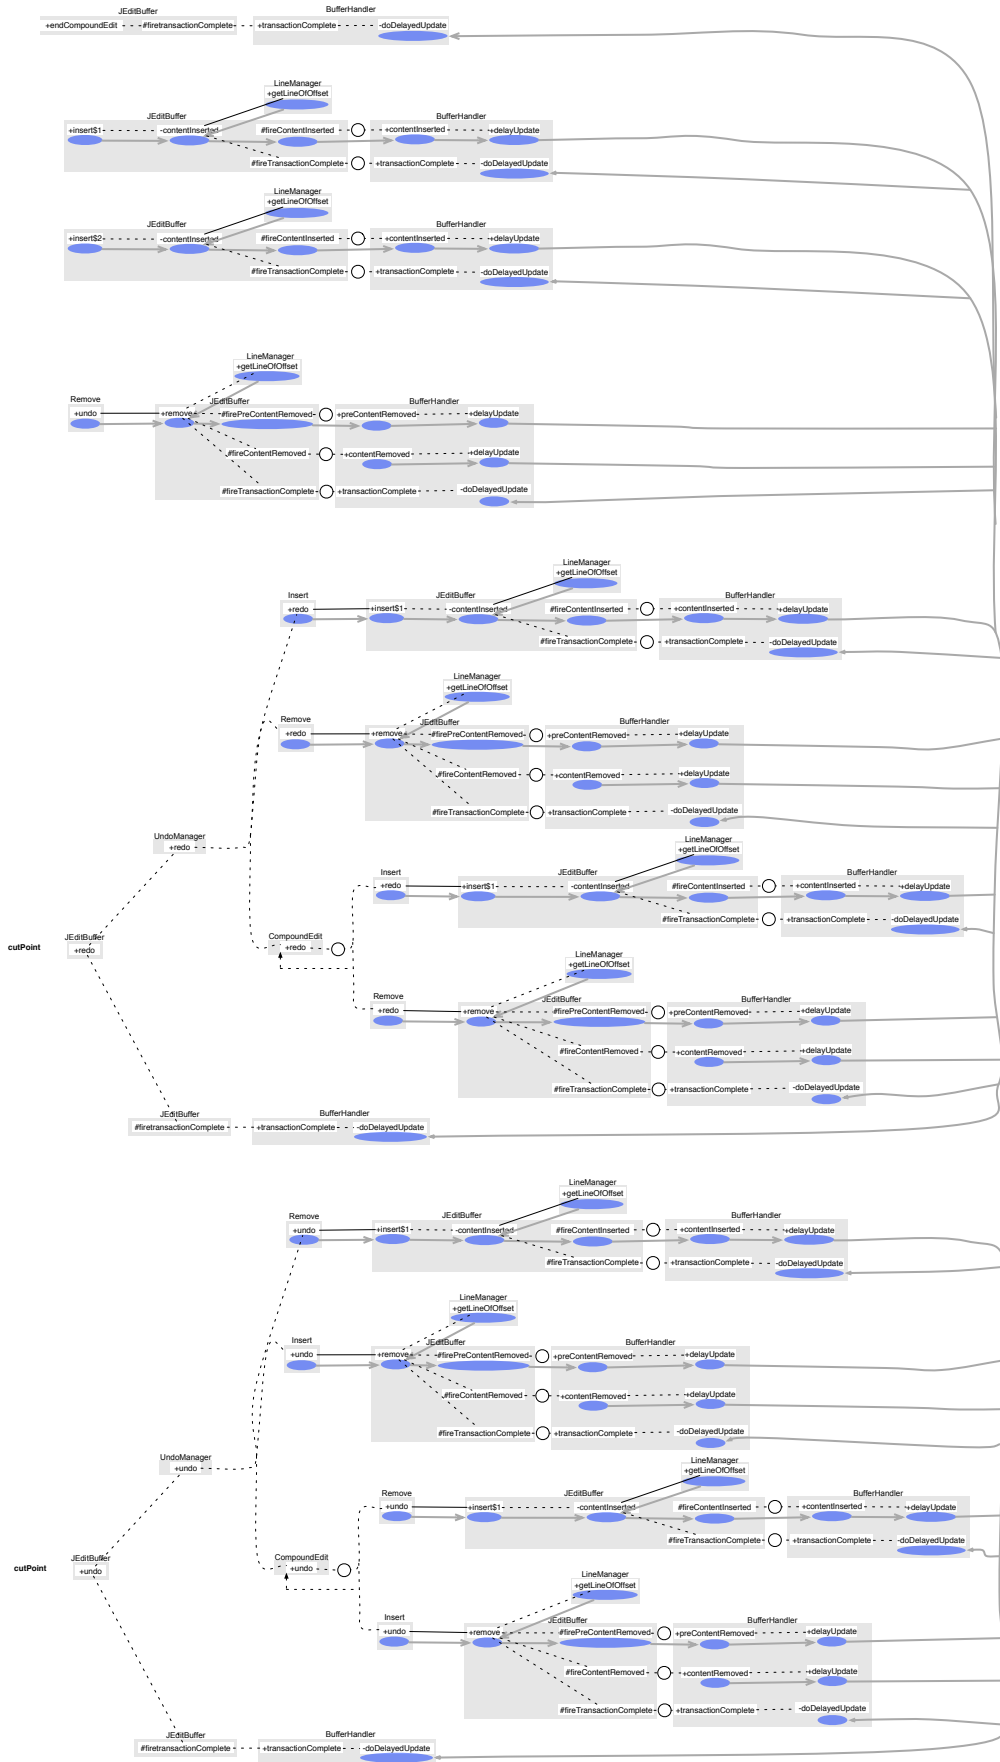 JEditBuffer
BufferHandler
+endCompoundEdit
#firetransactionComplete
+transactionComplete
-doDelayedUpdate
LineManager
+getLineOfOffset
JEditBuffer
BufferHandler
+insert$1
-contentInserted
#fireContentInserted
+contentInserted
+delayUpdate
#fireTransactionComplete
+transactionComplete
-doDelayedUpdate
LineManager
+getLineOfOffset
JEditBuffer
BufferHandler
+insert$2
-contentInserted
#fireContentInserted
+contentInserted
+delayUpdate
#fireTransactionComplete
+transactionComplete
-doDelayedUpdate
LineManager
+getLineOfOffset
Remove
JEditBuffer
BufferHandler
+undo
+remove
#firePreContentRemoved
+preContentRemoved
+delayUpdate
#fireContentRemoved
+contentRemoved
+delayUpdate
#fireTransactionComplete
+transactionComplete
-doDelayedUpdate
LineManager
+getLineOfOffset
Insert
JEditBuffer
BufferHandler
+redo
+insert$1
-contentInserted
#fireContentInserted
+contentInserted
+delayUpdate
#fireTransactionComplete
+transactionComplete
-doDelayedUpdate
LineManager
+getLineOfOffset
Remove
JEditBuffer
BufferHandler
+redo
+remove
#firePreContentRemoved
+preContentRemoved
+delayUpdate
#fireContentRemoved
+contentRemoved
+delayUpdate
#fireTransactionComplete
+transactionComplete
-doDelayedUpdate
UndoManager
+redo
LineManager
+getLineOfOffset
Insert
JEditBuffer
BufferHandler
+redo
+insert$1
-contentInserted
#fireContentInserted
+contentInserted
+delayUpdate
#fireTransactionComplete
+transactionComplete
-doDelayedUpdate
cutPoint
JEditBuffer
+redo
CompoundEdit
+redo
LineManager
+getLineOfOffset
Remove
JEditBuffer
BufferHandler
+redo
+remove
#firePreContentRemoved
+preContentRemoved
+delayUpdate
#fireContentRemoved
+contentRemoved
+delayUpdate
#fireTransactionComplete
+transactionComplete
-doDelayedUpdate
JEditBuffer
BufferHandler
#firetransactionComplete
+transactionComplete
-doDelayedUpdate
LineManager
+getLineOfOffset
Remove
JEditBuffer
BufferHandler
+undo
+insert$1
-contentInserted
#fireContentInserted
+contentInserted
+delayUpdate
#fireTransactionComplete
+transactionComplete
-doDelayedUpdate
LineManager
+getLineOfOffset
Insert
JEditBuffer
BufferHandler
+undo
+remove
#firePreContentRemoved
+preContentRemoved
+delayUpdate
#fireContentRemoved
+contentRemoved
+delayUpdate
#fireTransactionComplete
+transactionComplete
-doDelayedUpdate
UndoManager
+undo
LineManager
+getLineOfOffset
Remove
JEditBuffer
BufferHandler
+undo
+insert$1
-contentInserted
#fireContentInserted
+contentInserted
+delayUpdate
#fireTransactionComplete
+transactionComplete
-doDelayedUpdate
cutPoint
JEditBuffer
+undo
CompoundEdit
+undo
LineManager
+getLineOfOffset
Insert
JEditBuffer
BufferHandler
+undo
+remove
#firePreContentRemoved
+preContentRemoved
+delayUpdate
#fireContentRemoved
+contentRemoved
+delayUpdate
#fireTransactionComplete
+transactionComplete
-doDelayedUpdate
JEditBuffer
BufferHandler
#firetransactionComplete
+transactionComplete
-doDelayedUpdate